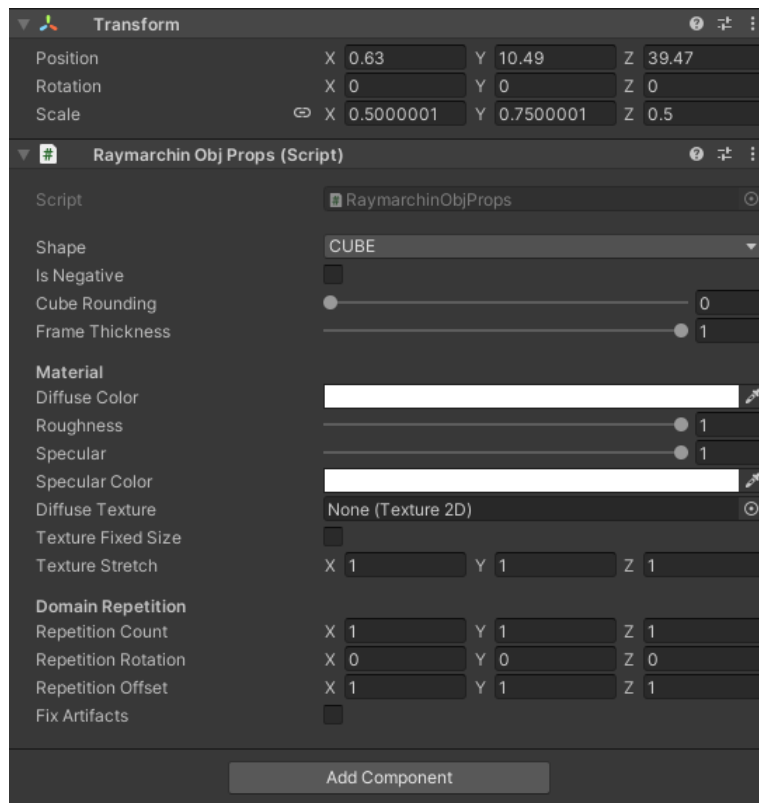 Transform
Position X 0.63 Y 10.49 Z 39.47
Rotation X 0 Y 0 Z 0
Scale X 0.5000001 Y 0.7500001 Z 0.5
# Raymarchin Obj Props (Script)
Script # RaymarchinObjProps
Shape CUBE
Is Negative
Cube Rounding 0
Frame Thickness 1
Material
Diffuse Color
Roughness 1
Specular 1
Specular Color
Diffuse Texture None (Texture 2D)
Texture Fixed Size
Texture Stretch X 1 Y 1 Z 1
Domain Repetition
Repetition Count X 1 Y 1 Z 1
Repetition Rotation X 0 Y 0 Z 0
Repetition Offset X 1 Y 1 Z 1
Fix Artifacts
Add Component